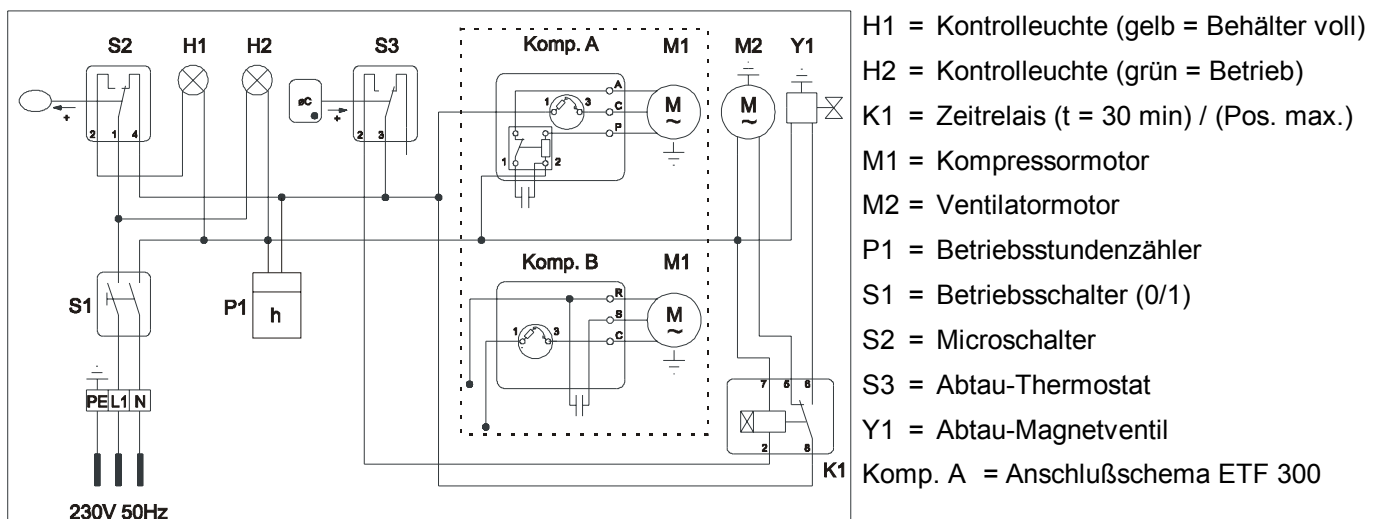 S2 H1 H2 S3 Komp. A M1 M2 Y1
øC
+ +
2 1 4
2 3
1 3
A
C
P
M
~
M
~
1 2
S1
P1
h
Komp. B M1
R
B
C
1 3
M
~
7 5 6
2 8
K1
PE L1 N
230V 50Hz
H1 = Kontrolleuchte (gelb = Behälter voll)
H2 = Kontrolleuchte (grün = Betrieb)
K1 = Zeitrelais (t = 30 min) / (Pos. max.)
M1 = Kompressormotor
M2 = Ventilatormotor
P1 = Betriebsstundenzähler
S1 = Betriebsschalter (0/1)
S2 = Microschalter
S3 = Abtau-Thermostat
Y1 = Abtau-Magnetventil
Komp. A = Anschlußschema ETF 300